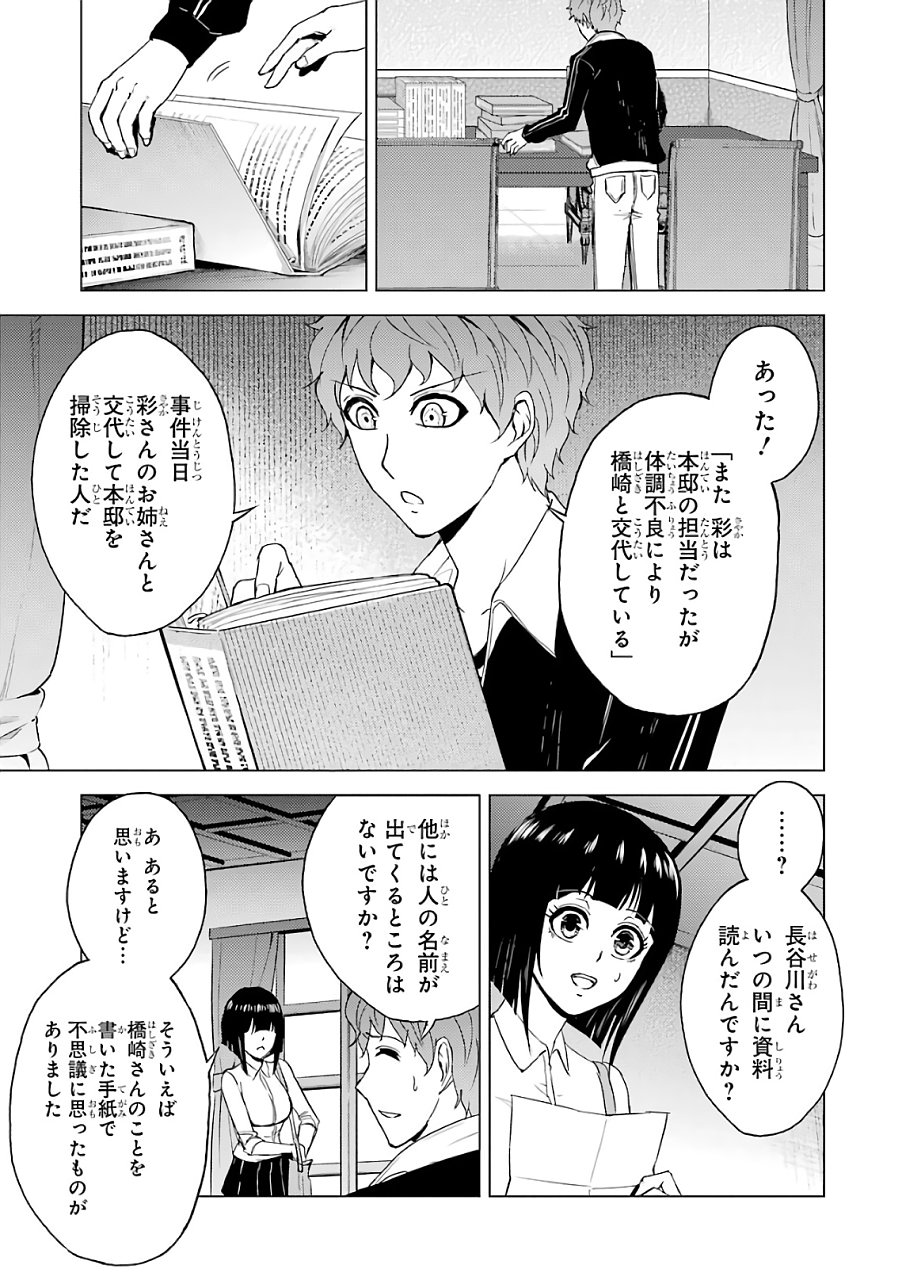 あった！
「また 彩は
本邸の担当だったが
体調不良により
橋崎と交代している」
事件当日
彩さんのお姉さんと
交代して本邸を
掃除した人だ
……？
長谷川さん
いつの間に資料
読んだんですか？
他には人の名前が
出てくるところは
ないですか？
あ あると
思いますけど…
そういえば
橋崎さんのことを
書いた手紙で
不思議に思ったものが
ありました